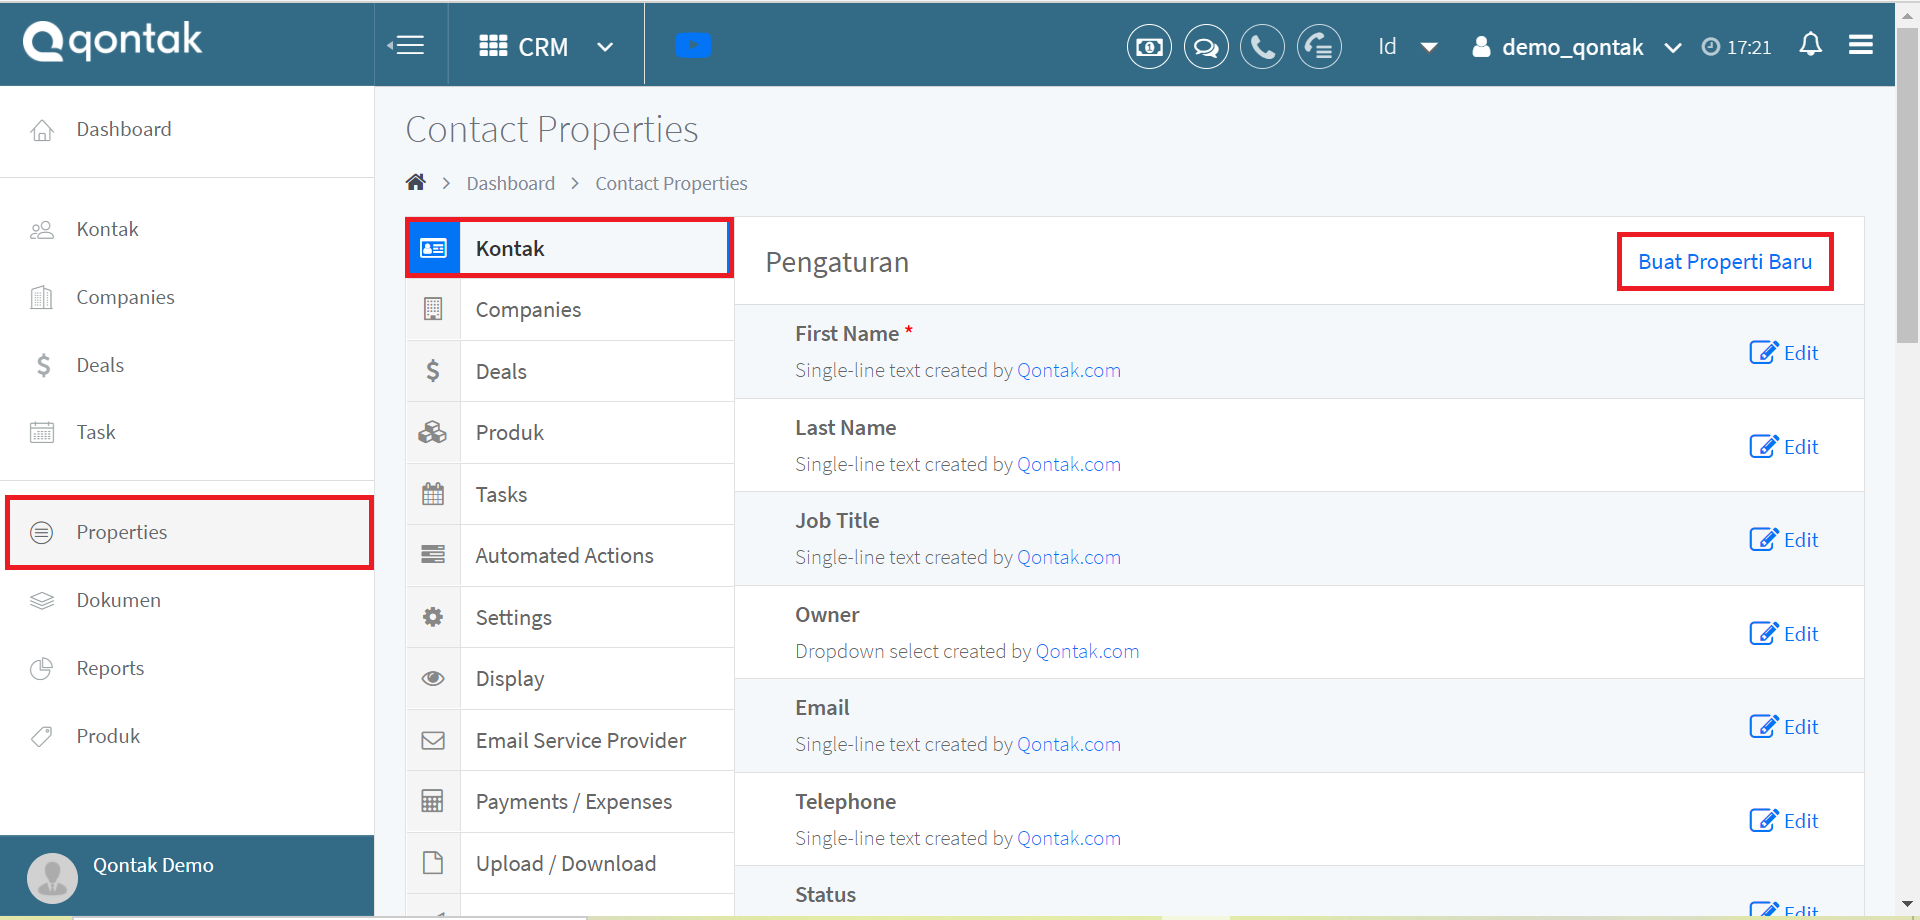 qontak
CRM
Id
demo_qontak
17:21
Dashboard
Kontak
Companies
Deals
Task
Properties
Dokumen
Reports
Produk
Qontak Demo
Contact Properties
Dashboard
Contact Properties
Kontak
Companies
Deals
Produk
Tasks
Automated Actions
Settings
Display
Email Service Provider
Payments / Expenses
Upload / Download
Pengaturan
Buat Properti Baru
First Name *
Single-line text created by Qontak.com
Edit
Last Name
Single-line text created by Qontak.com
Edit
Job Title
Single-line text created by Qontak.com
Edit
Owner
Dropdown select created by Qontak.com
Edit
Email
Single-line text created by Qontak.com
Edit
Telephone
Single-line text created by Qontak.com
Edit
Status
Edit